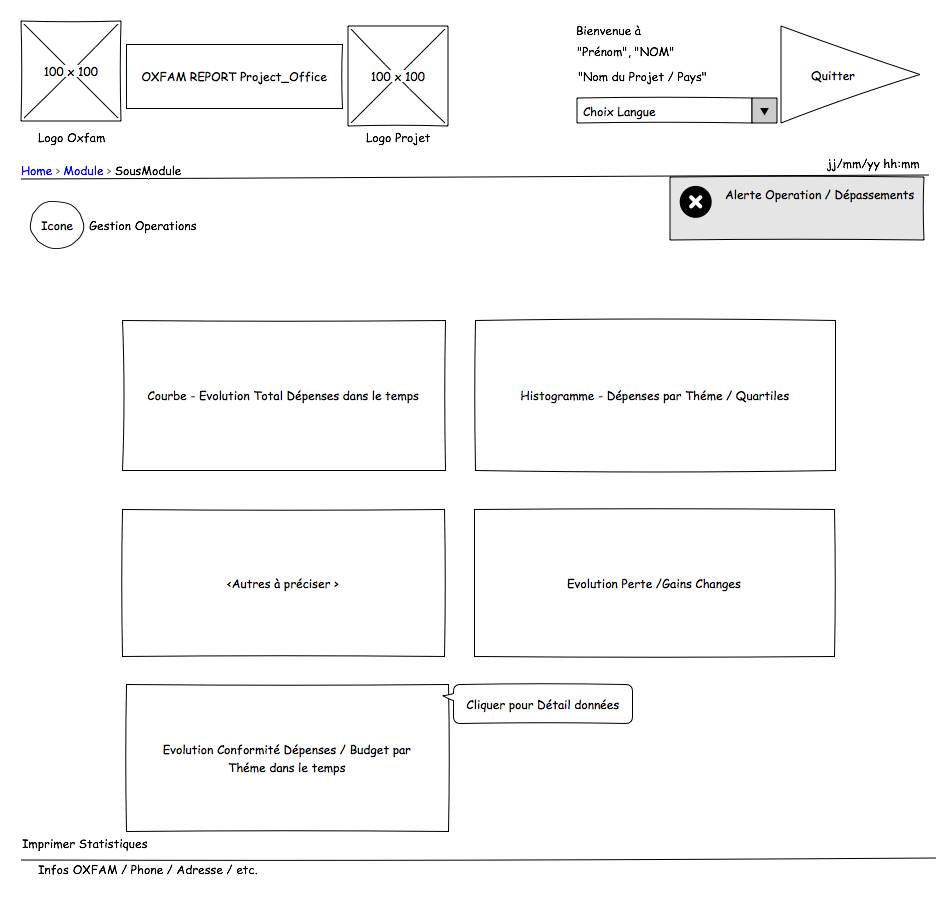 100 x 100
Logo Oxfam
OXFAM REPORT Project_Office
100 x 100
Logo Projet
Bienvenue à
"Prénom", "NOM"
"Nom du Projet / Pays"
Choix Langue
Quitter
Home > Module > SousModule
jj/mm/yy hh:mm
Icone
Gestion Operations
Alerte Operation / Dépassements
Courbe - Evolution Total Dépenses dans le temps
Histogramme - Dépenses par Théme / Quartiles
<Autres à préciser >
Evolution Perte /Gains Changes
Cliquer pour Détail données
Evolution Conformité Dépenses / Budget par
Théme dans le temps
Imprimer Statistiques
Infos OXFAM / Phone / Adresse / etc.